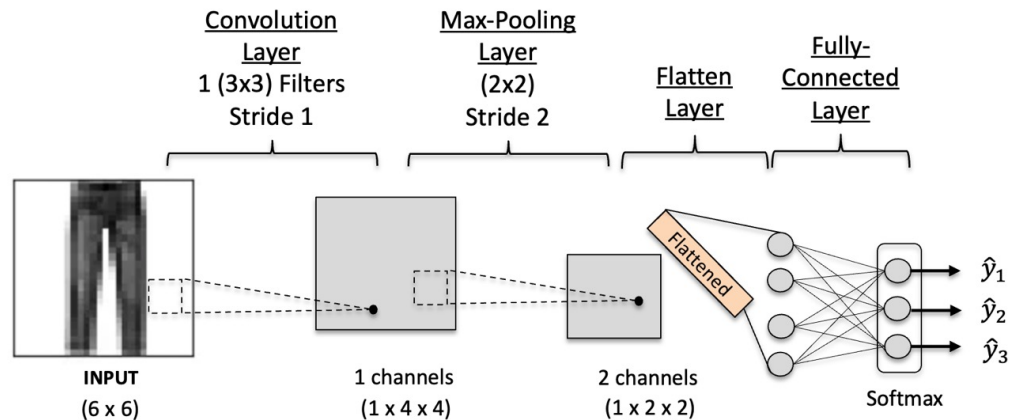 Convolution
Layer
1 (3x3) Filters
Stride 1
Max-Pooling
Layer
(2x2)
Stride 2
Flatten
Layer
Fully-
Connected
Layer
Flattened
ŷ₁
ŷ₂
ŷ₃
INPUT
(6 x 6)
1 channels
(1 x 4 x 4)
2 channels
(1 x 2 x 2)
Softmax